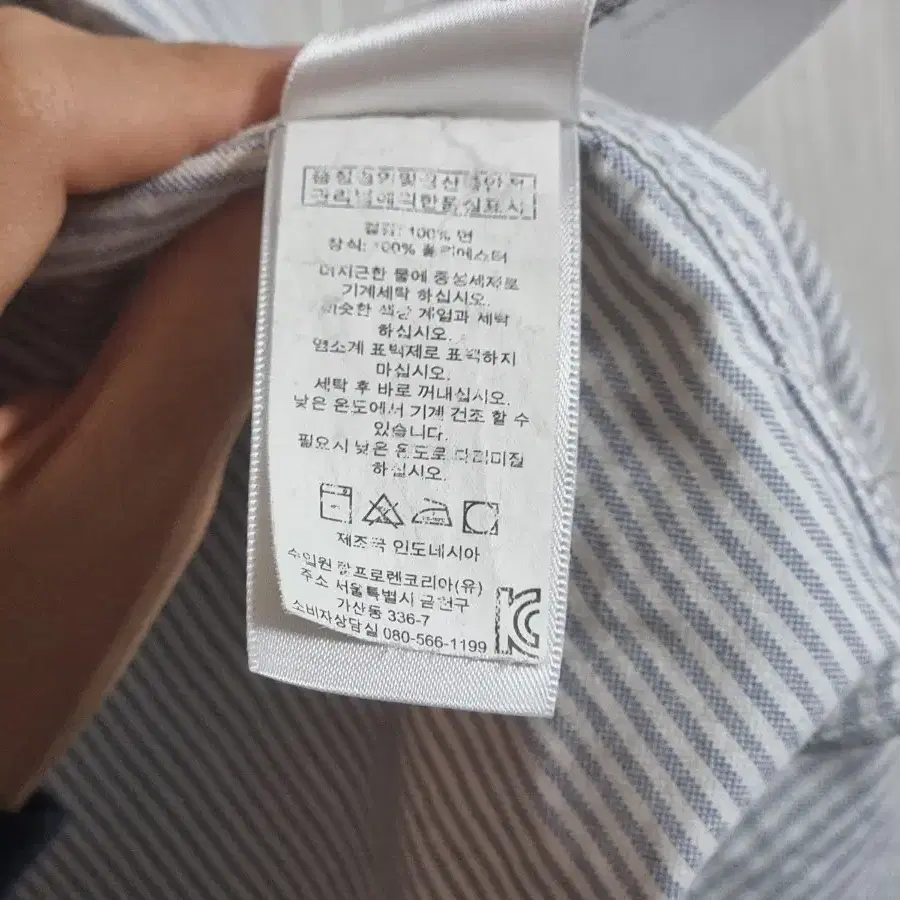 품질경영및공산품안전
관리법에의한품질표시
겉감: 100% 면
장식: 100% 폴리에스터
미지근한 물에 중성세제로
기계세탁 하십시오.
비슷한 색상 계열과 세탁
하십시오.
염소계 표백제로 표백하지
마십시오.
세탁 후 바로 꺼내십시오.
낮은 온도에서 기계 건조 할 수
있습니다.
필요시 낮은 온도로 다리미질
하십시오.
제조국 인도네시아
수입원 랄프로렌코리아(유)
주소 서울특별시 금천구
가산동 336-7
소비자상담실 080-566-1199